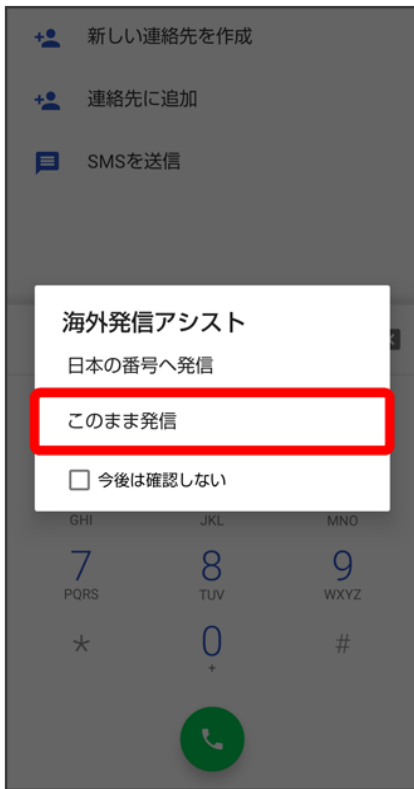 新しい連絡先を作成
連絡先に追加
SMSを送信
海外発信アシスト
日本の番号へ発信
このまま発信
今後は確認しない
GHI JKL MNO
7 8 9
PQRS TUV WXYZ
* 0 #
+